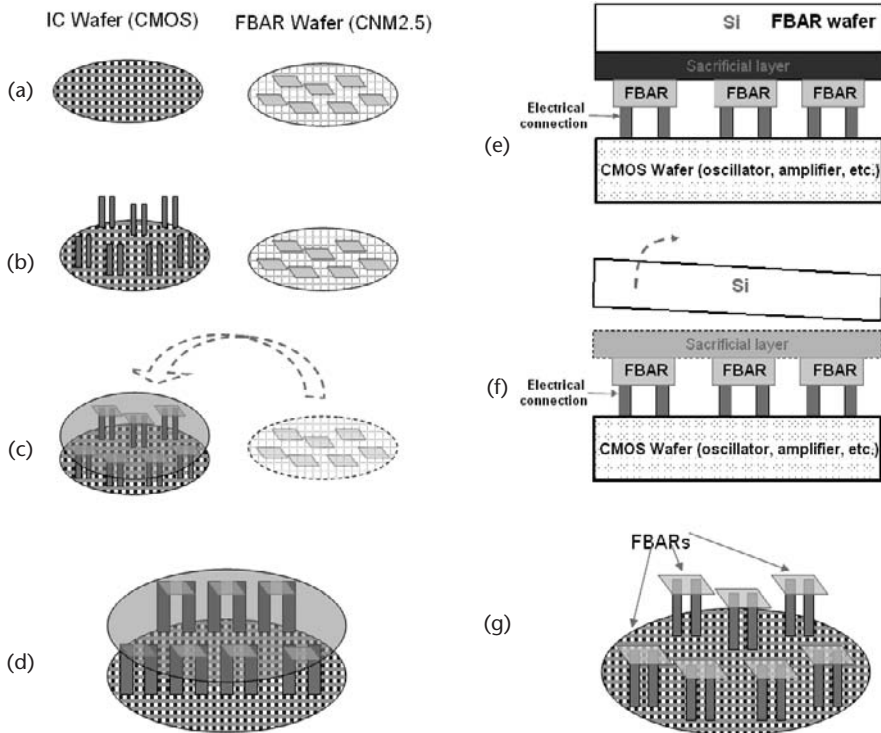 IC Wafer (CMOS)
FBAR Wafer (CNM2.5)
(a)
(b)
(c)
(d)
Si FBAR wafer
Sacrificial layer
FBAR FBAR FBAR
Electrical
connection
(e)
CMOS Wafer (oscillator, amplifier, etc.)
Si
Sacrificial layer
FBAR FBAR FBAR
(f)
Electrical
connection
CMOS Wafer (oscillator, amplifier, etc.)
FBARs
(g)